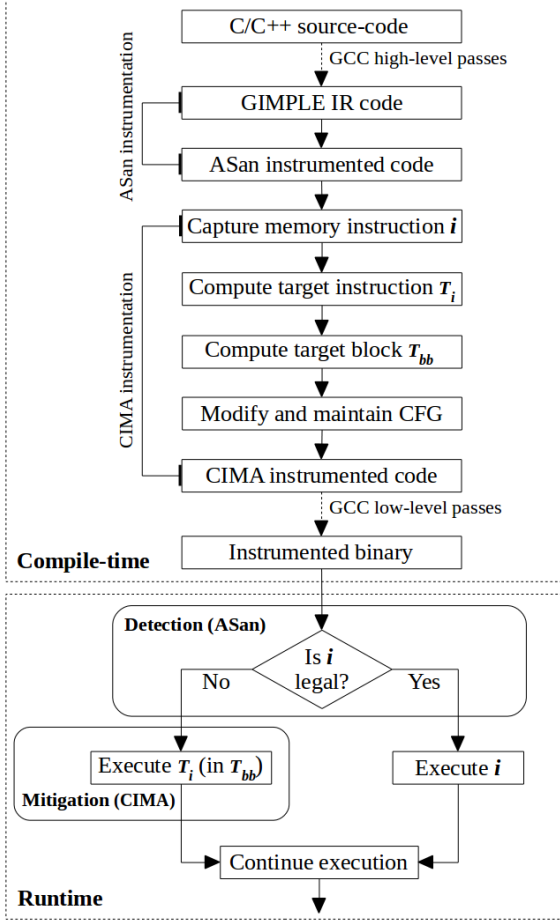 C/C++ source-code
GCC high-level passes
ASan instrumentation
GIMPLE IR code
ASan instrumented code
CIMA instrumentation
Capture memory instruction i
Compute target instruction Ti
Compute target block Tbb
Modify and maintain CFG
CIMA instrumented code
GCC low-level passes
Instrumented binary
Compile-time
Detection (ASan)
Is i
legal?
No
Yes
Execute Ti (in Tbb)
Mitigation (CIMA)
Execute i
Continue execution
Runtime